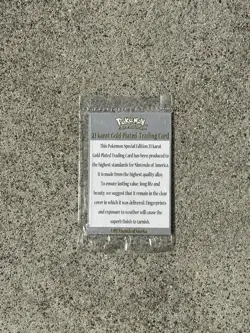 POKéMON
23 karat Gold Plated Trading Card
This Pokemon Special Edition 23 karat
Gold Plated Trading Card has been produced to
the highest standards for Nintendo of America.
It is made from the highest quality alloy.
To ensure lasting value, long life and
beauty, we suggest that it remain in the clear
cover in which it was delivered. Fingerprints
and exposure to weather will cause the
superb finish to tarnish.
Nintendo of America